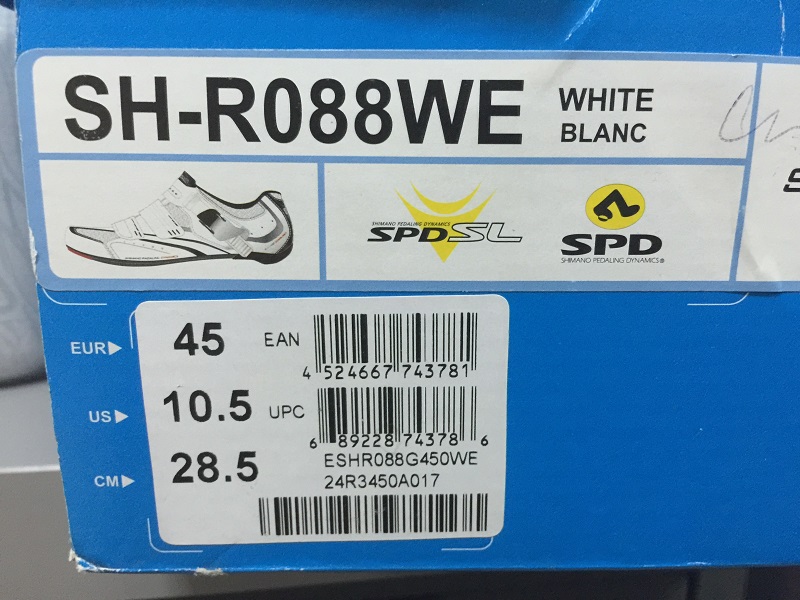 SH-R088WE
WHITE
BLANC
SHIMANO PEDALING DYNAMICS
SPD SL
SPD
SHIMANO PEDALING DYNAMICS®
EUR 45
EAN
4 524667 743781
US 10.5
UPC
6 89228 74378 6
CM 28.5
ESHR088G450WE
24R3450A017